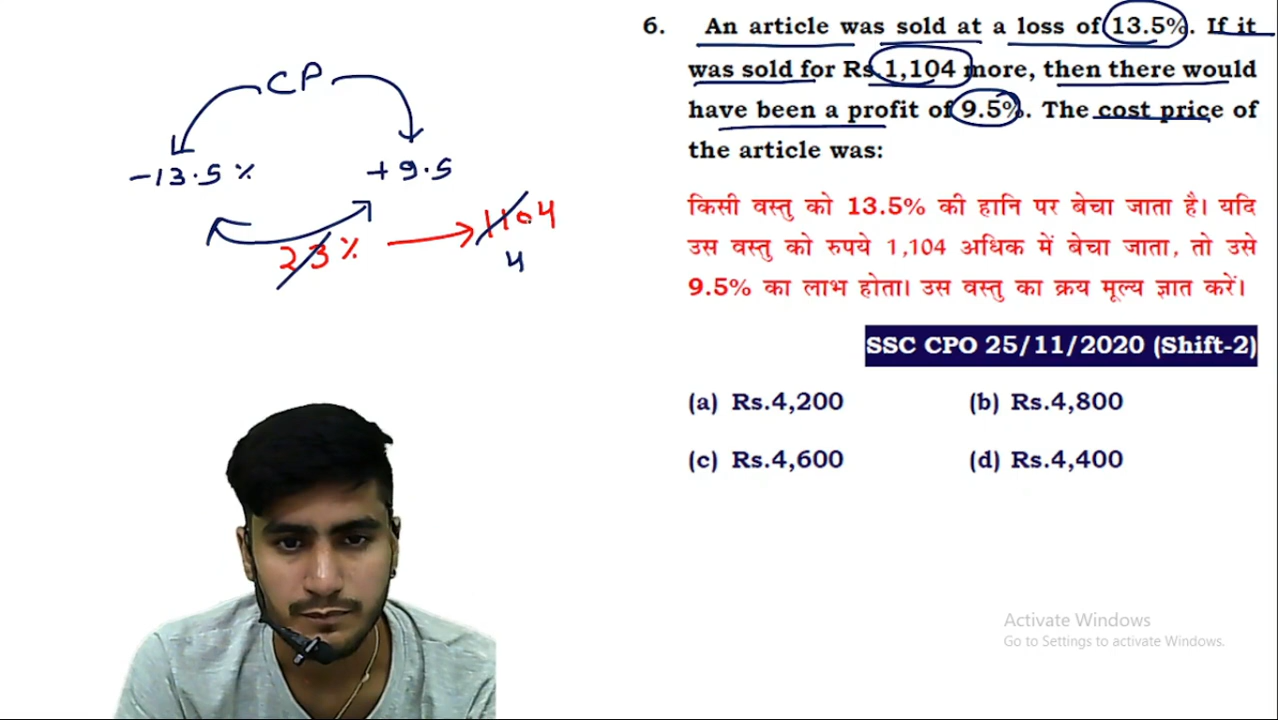 CP
-13.5 %
+ 9.5
23 %
1104
4
6. An article was sold at a loss of 13.5%. If it
was sold for Rs.1,104 more, then there would
have been a profit of 9.5%. The cost price of
the article was:
किसी वस्तु को 13.5% की हानि पर बेचा जाता है। यदि
उस वस्तु को रुपये 1,104 अधिक में बेचा जाता, तो उसे
9.5% का लाभ होता। उस वस्तु का क्रय मूल्य ज्ञात करें।
SSC CPO 25/11/2020 (Shift-2)
(a) Rs.4,200 (b) Rs.4,800
(c) Rs.4,600 (d) Rs.4,400
Activate Windows
Go to Settings to activate Windows.